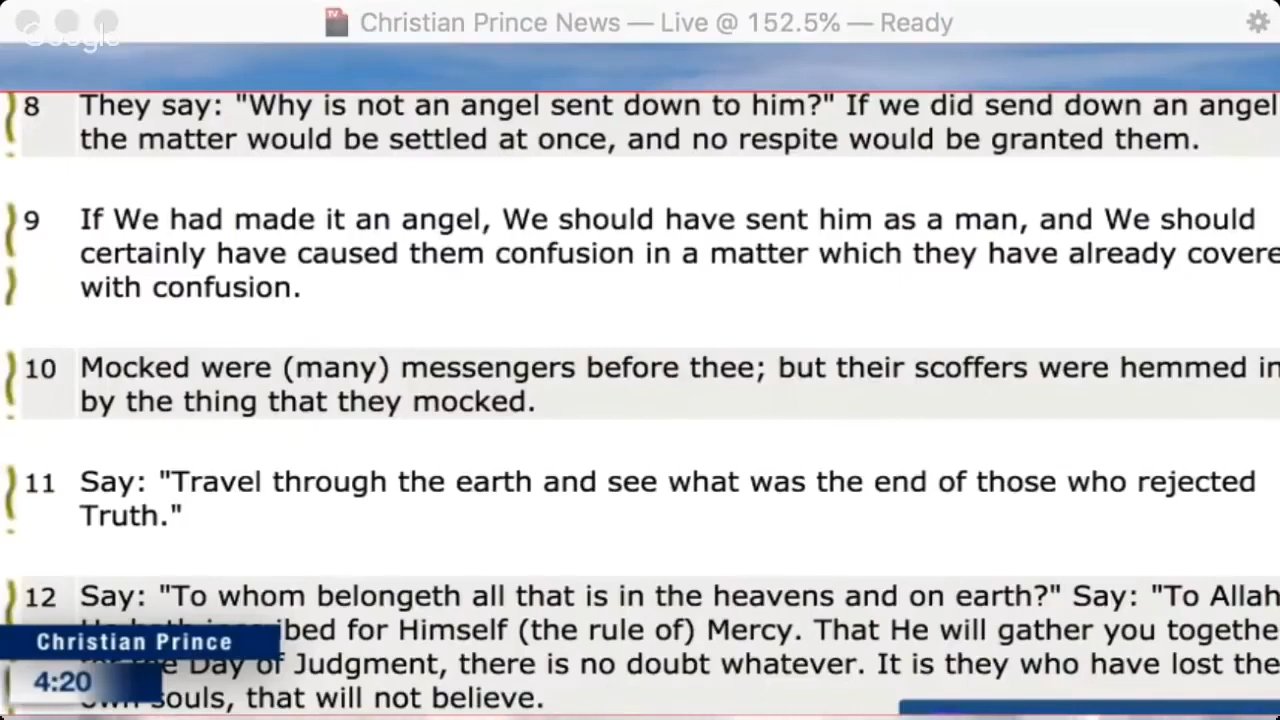 Christian Prince News — Live @ 152.5% — Ready
Google
8 They say: "Why is not an angel sent down to him?" If we did send down an angel
the matter would be settled at once, and no respite would be granted them.
9 If We had made it an angel, We should have sent him as a man, and We should
certainly have caused them confusion in a matter which they have already covere
with confusion.
10 Mocked were (many) messengers before thee; but their scoffers were hemmed in
by the thing that they mocked.
11 Say: "Travel through the earth and see what was the end of those who rejected
Truth."
12 Say: "To whom belongeth all that is in the heavens and on earth?" Say: "To Allah
for Himself (the rule of) Mercy. That He will gather you togethe
the Day of Judgment, there is no doubt whatever. It is they who have lost the
own souls, that will not believe.
Christian Prince
4:20